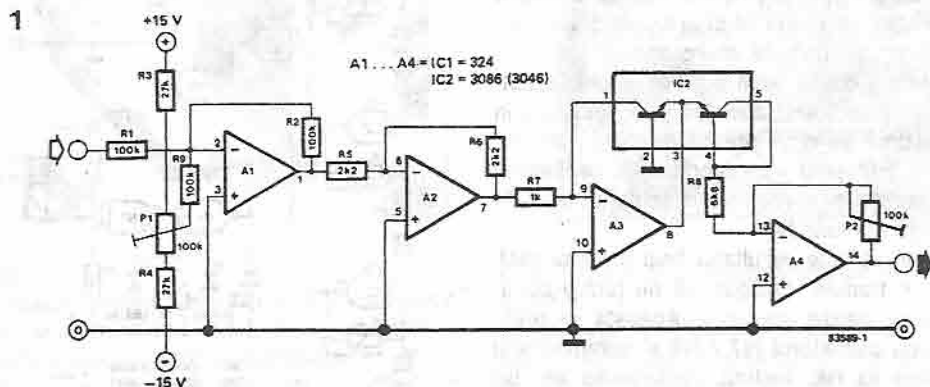 1
+15 V
R3
27k
A1 . . . A4 = IC1 = 324
IC2 = 3086 (3046)
IC2
1
5
2
3
4
R1
100k
R9
100k
2
3
A1
1
R2
100k
R5
2k2
6
5
A2
7
R6
2k2
R7
1k
9
10
A3
8
R8
6k8
13
12
A4
14
P2
100k
P1
100k
R4
27k
83589-1
-15 V